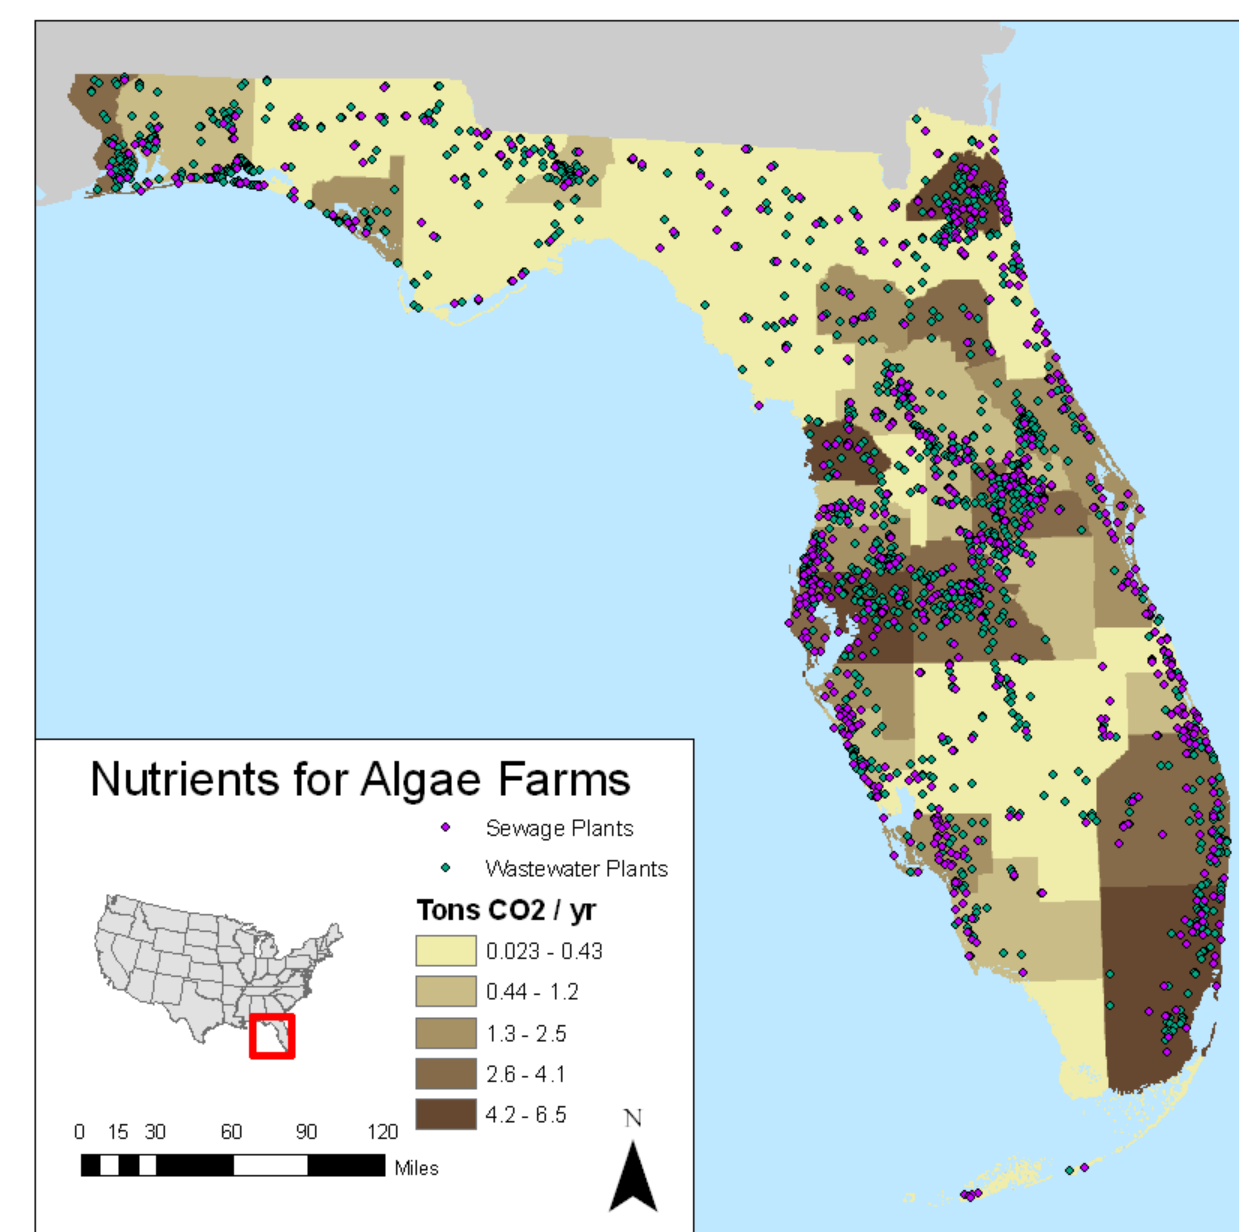 Nutrients for Algae Farms
Sewage Plants
Wastewater Plants
Tons CO2 / yr
0.023 - 0.43
0.44 - 1.2
1.3 - 2.5
2.6 - 4.1
4.2 - 6.5
N
0 15 30 60 90 120
Miles